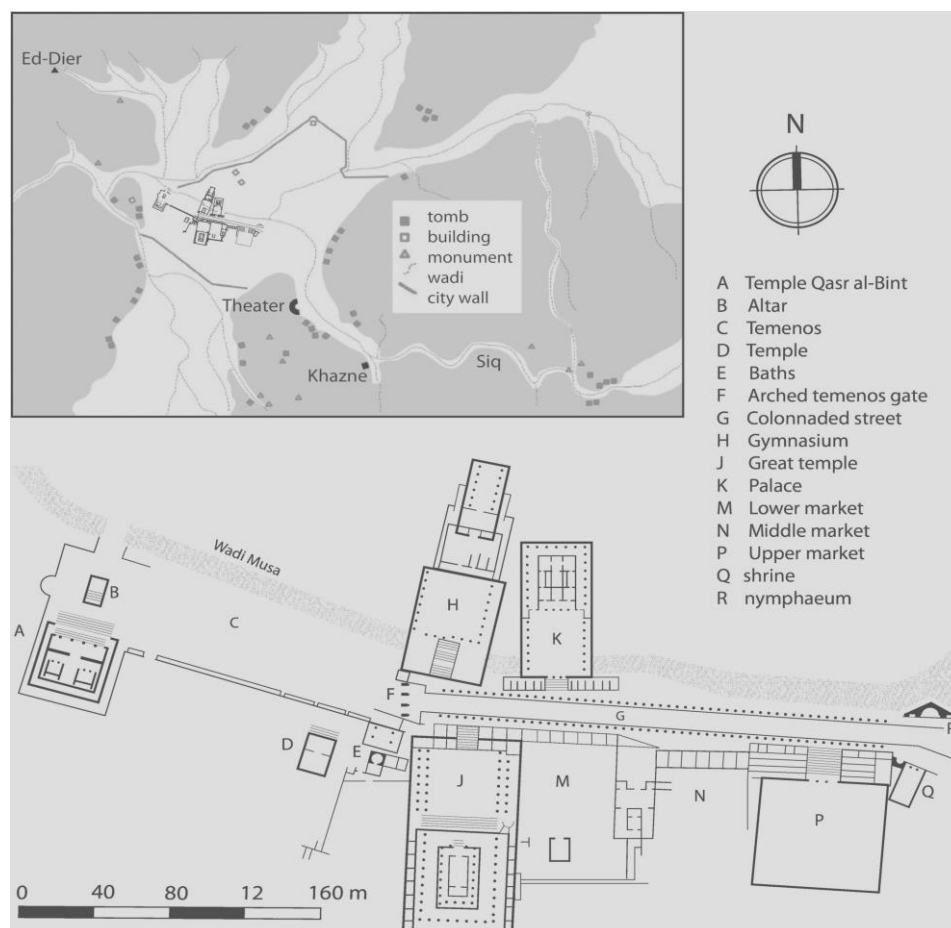 Ed-Dier
tomb
building
monument
wadi
city wall
Theater
Khazne
Siq
N
A Temple Qasr al-Bint
B Altar
C Temenos
D Temple
E Baths
F Arched temenos gate
G Colonnaded street
H Gymnasium
J Great temple
K Palace
M Lower market
N Middle market
P Upper market
Q shrine
R nymphaeum
Wadi Musa
A
B
C
H
K
F
G
R
D
E
J
M
N
P
Q
0 40 80 12 160 m